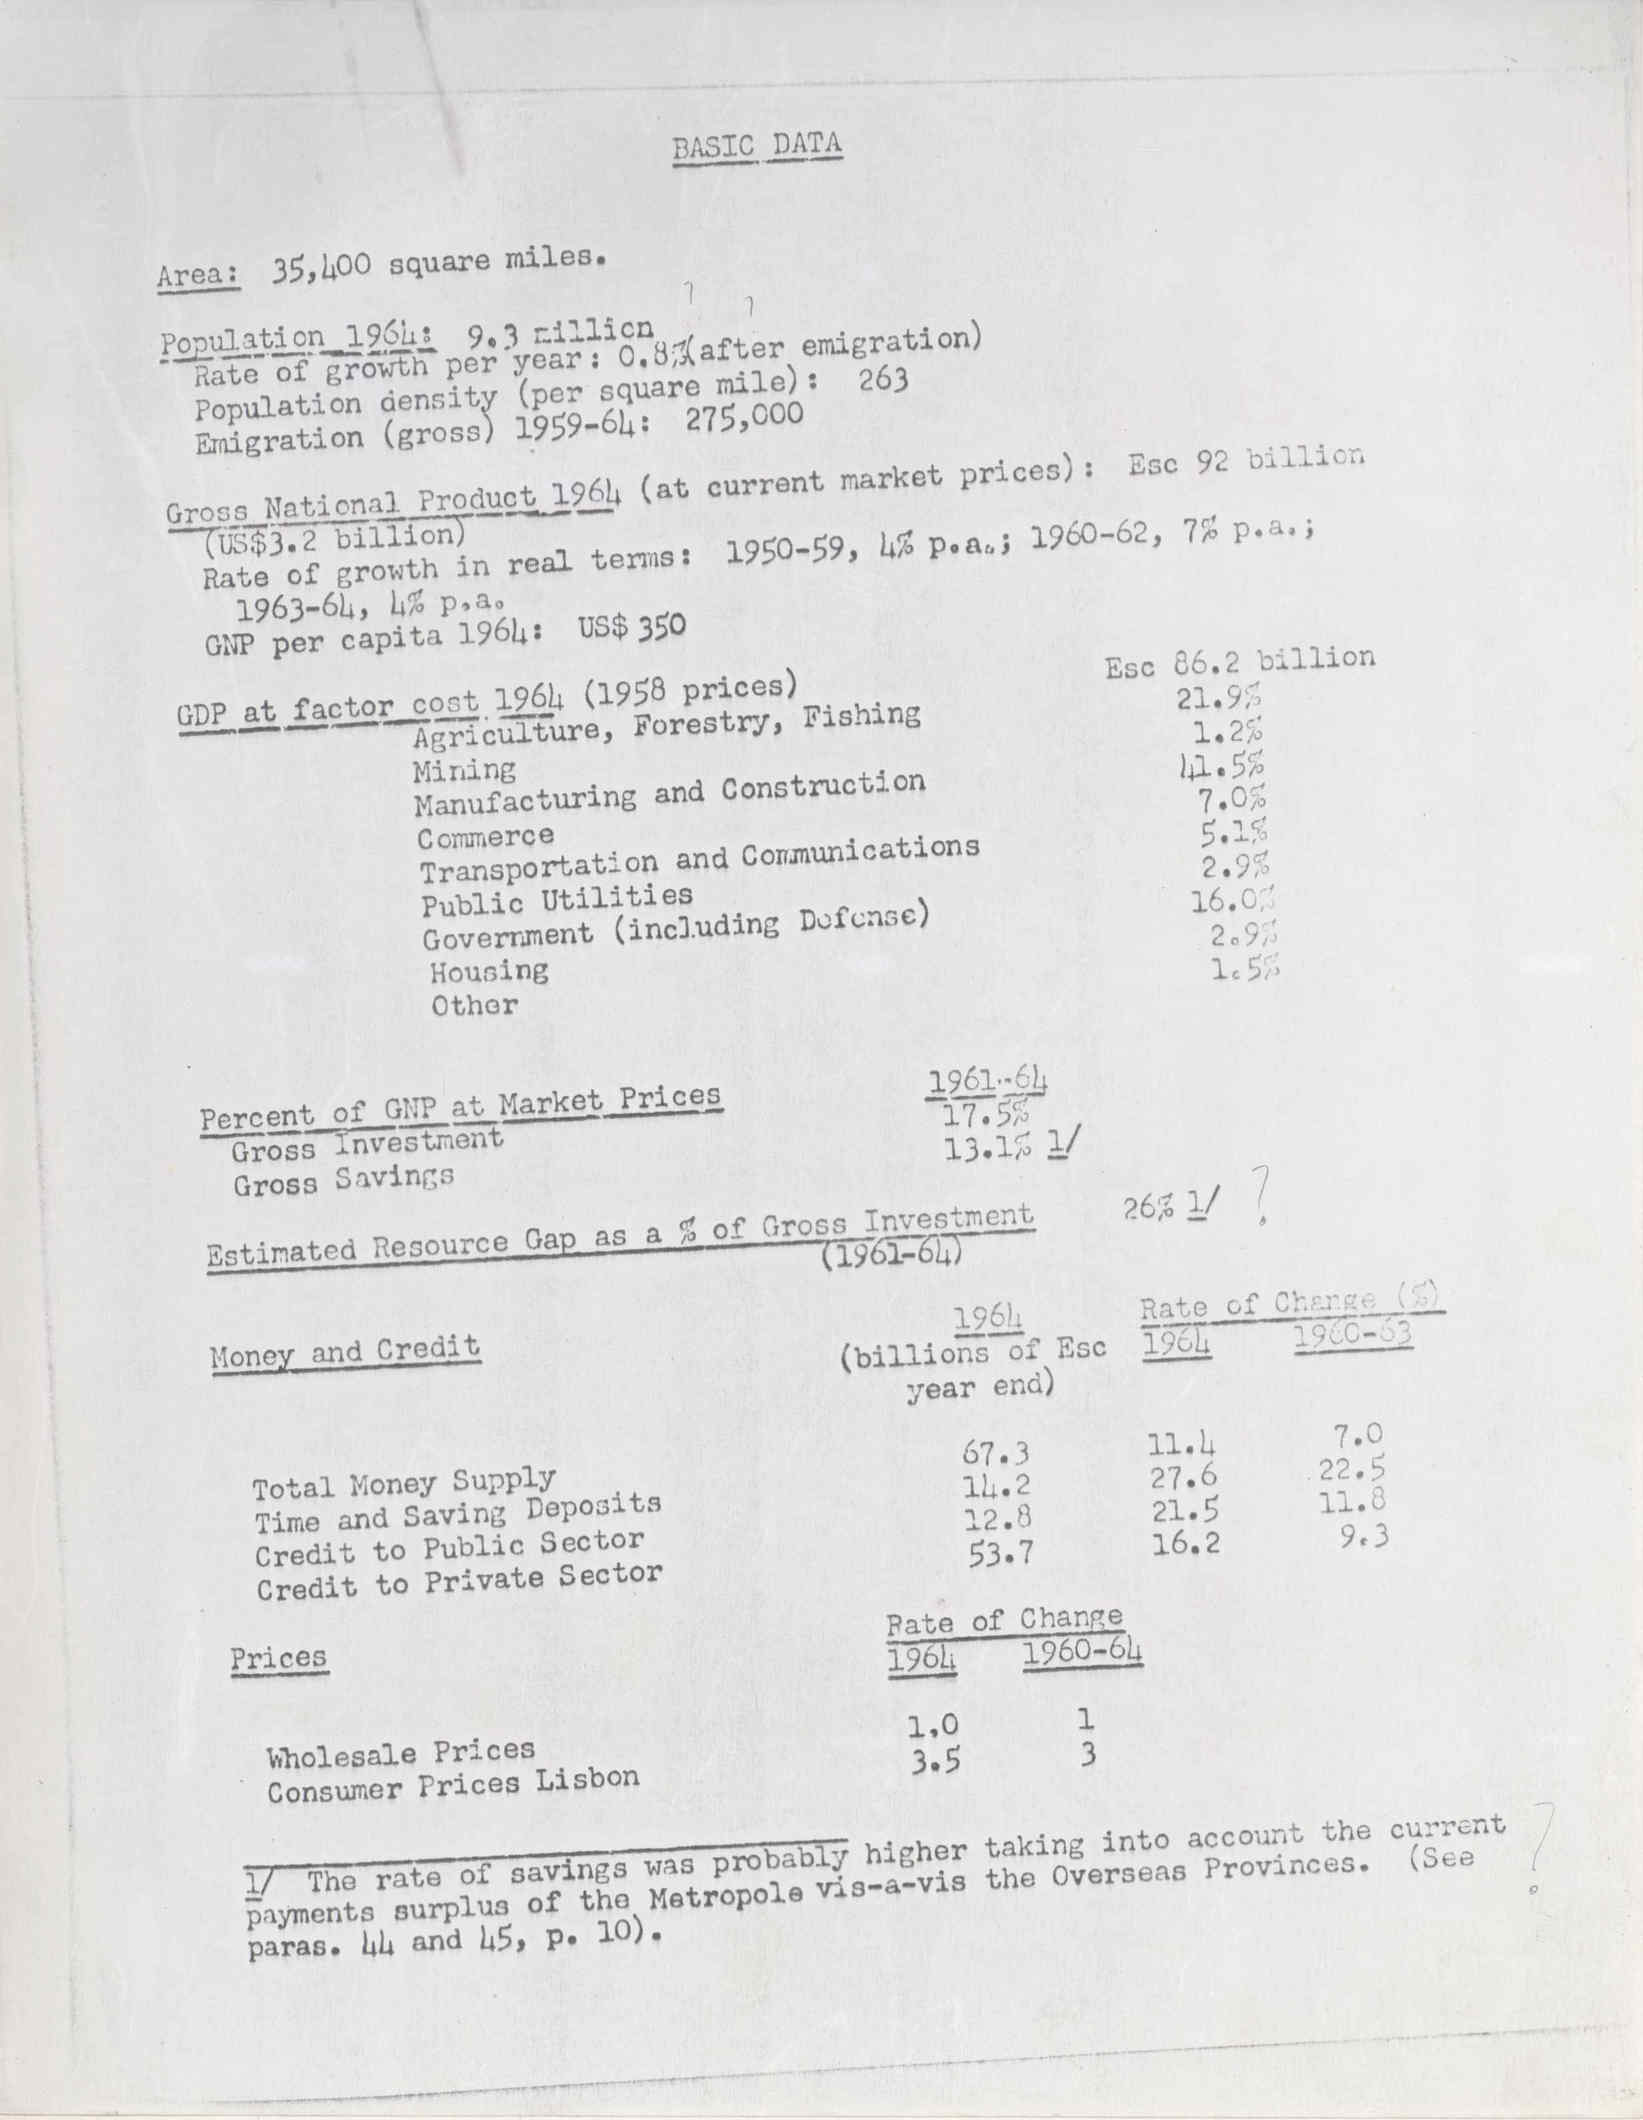 BASIC DATA
Area: 35,400 square miles.
? ?
Population 1964: 9.3 million
Rate of growth per year: 0.8% (after emigration)
Population density (per square mile): 263
Emigration (gross) 1959-64: 275,000
Gross National Product 1964 (at current market prices): Esc 92 billion
(US$3.2 billion)
Rate of growth in real terms: 1950-59, 4% p.a.; 1960-62, 7% p.a.;
1963-64, 4% p.a.
GNP per capita 1964: US$ 350
GDP at factor cost 1964 (1958 prices) Esc 86.2 billion
Agriculture, Forestry, Fishing 21.9%
Mining 1.2%
Manufacturing and Construction 41.5%
Commerce 7.0%
Transportation and Communications 5.1%
Public Utilities 2.9%
Government (including Defense) 16.0%
Housing 2.9%
Other 1.5%
Percent of GNP at Market Prices 1961-64
Gross Investment 17.5%
Gross Savings 13.1% 1/
Estimated Resource Gap as a % of Gross Investment 26% 1/ ?
(1961-64)
Money and Credit 1964 Rate of Change (%)
(billions of Esc 1964 1960-63
year end)
Total Money Supply 67.3 11.4 7.0
Time and Saving Deposits 14.2 27.6 22.5
Credit to Public Sector 12.8 21.5 11.8
Credit to Private Sector 53.7 16.2 9.3
Prices Rate of Change
1964 1960-64
Wholesale Prices 1.0 1
Consumer Prices Lisbon 3.5 3
1/ The rate of savings was probably higher taking into account the current ?
payments surplus of the Metropole vis-a-vis the Overseas Provinces. (See
paras. 44 and 45, p. 10).